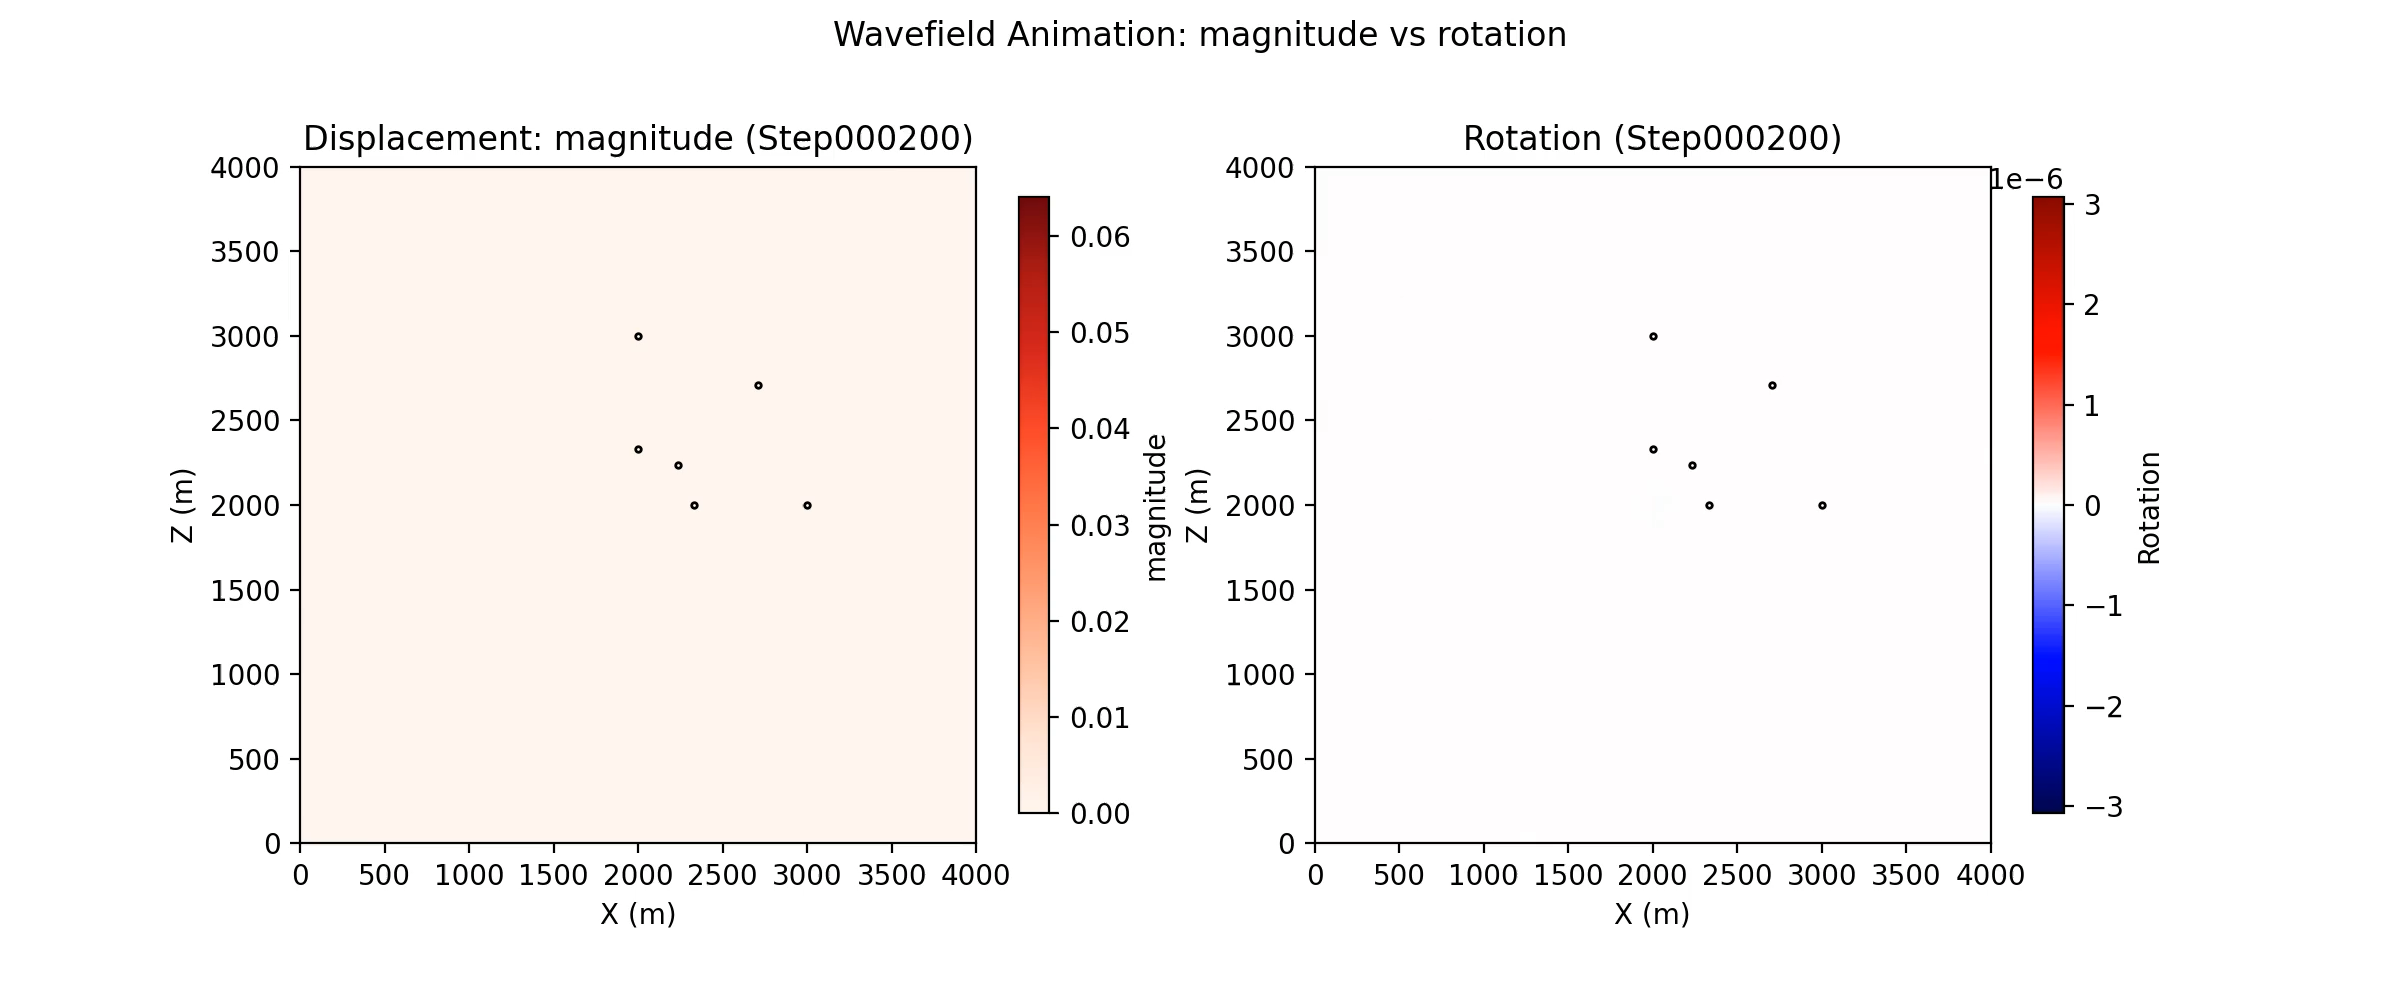 Wavefield Animation: magnitude vs rotation
Displacement: magnitude (Step000200)
4000
3500
3000
2500
2000
1500
1000
500
0
Z (m)
0 500 1000 1500 2000 2500 3000 3500 4000
X (m)
0.06
0.05
0.04
0.03
0.02
0.01
0.00
magnitude
Rotation (Step000200)
4000
3500
3000
2500
2000
1500
1000
500
0
Z (m)
0 500 1000 1500 2000 2500 3000 3500 4000
X (m)
1e−6
3
2
1
0
−1
−2
−3
Rotation